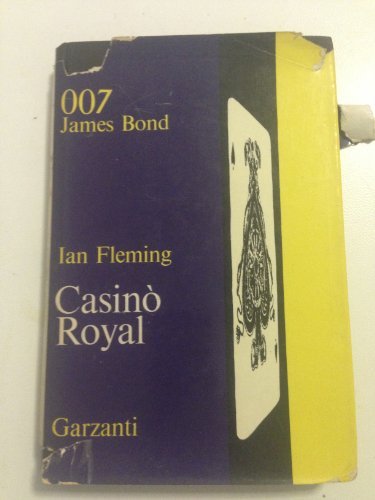 007
James Bond
Ian Fleming
Casinò
Royal
Garzanti